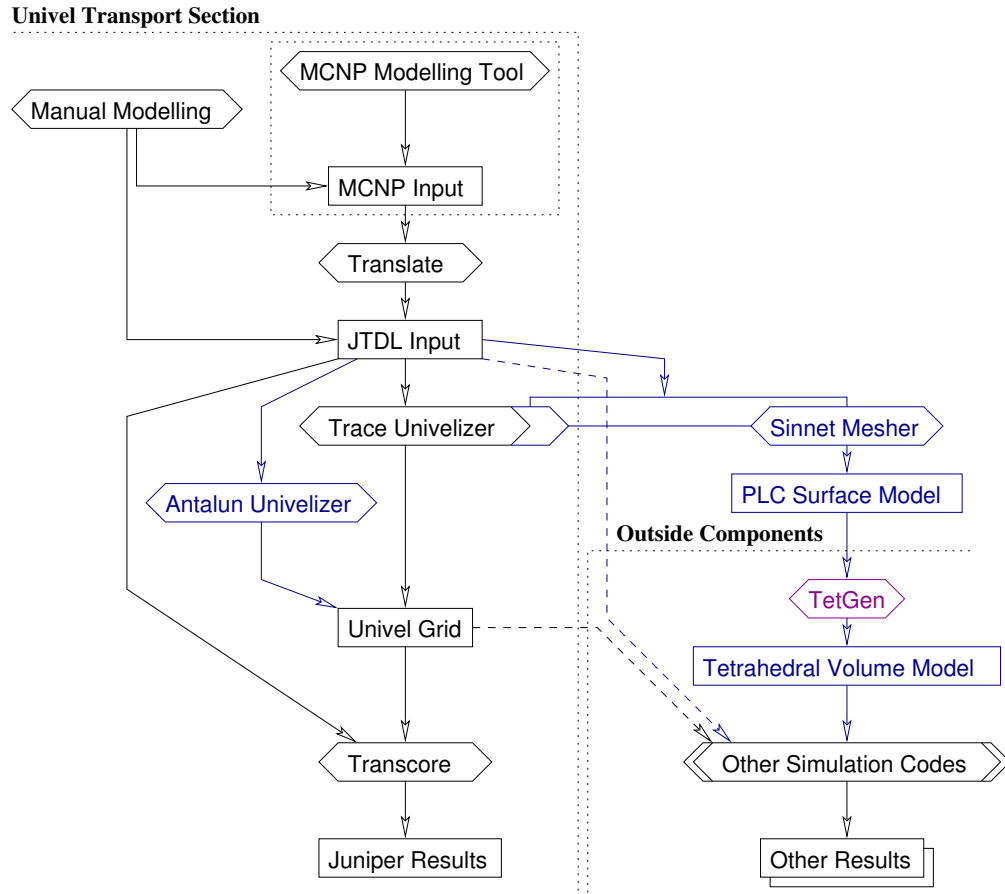 Univel Transport Section
MCNP Modelling Tool
Manual Modelling
MCNP Input
Translate
JTDL Input
Trace Univelizer
Sinnet Mesher
Antalun Univelizer
PLC Surface Model
Outside Components
TetGen
Univel Grid
Tetrahedral Volume Model
Transcore
Other Simulation Codes
Juniper Results
Other Results